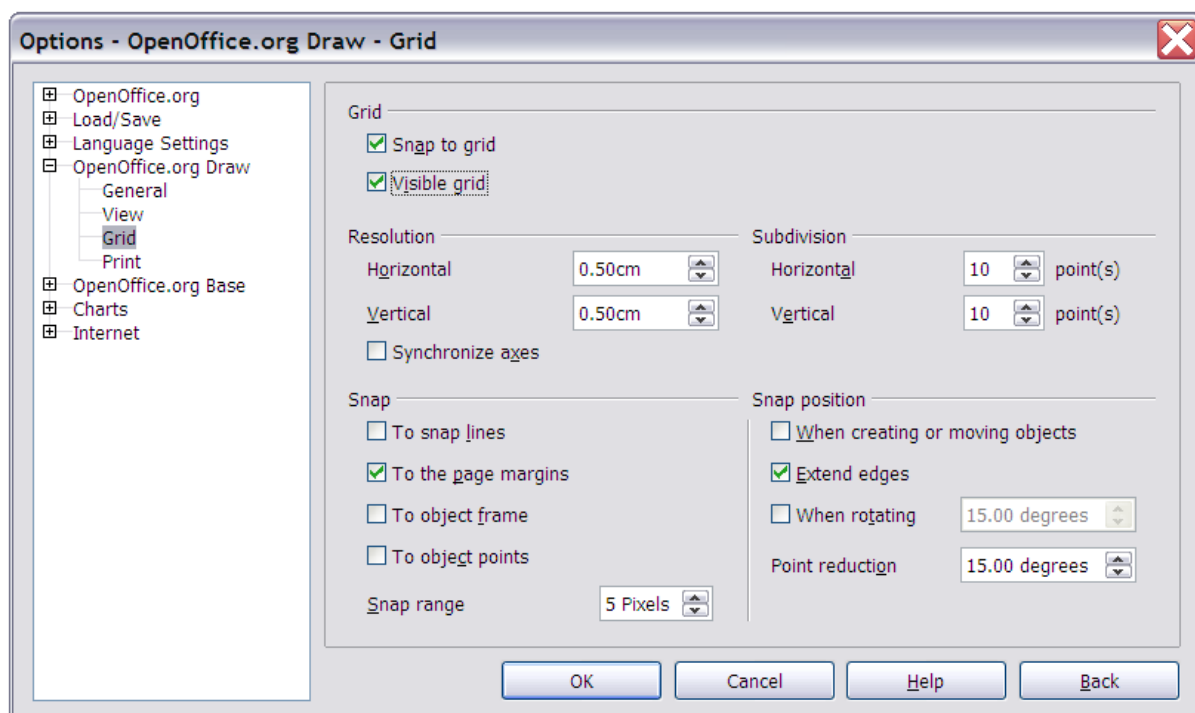 Options - OpenOffice.org Draw - Grid
OpenOffice.org
Load/Save
Language Settings
OpenOffice.org Draw
General
View
Grid
Print
OpenOffice.org Base
Charts
Internet
Grid
Snap to grid
Visible grid
Resolution
Horizontal 0.50cm
Vertical 0.50cm
Synchronize axes
Subdivision
Horizontal 10 point(s)
Vertical 10 point(s)
Snap
To snap lines
To the page margins
To object frame
To object points
Snap range 5 Pixels
Snap position
When creating or moving objects
Extend edges
When rotating 15.00 degrees
Point reduction 15.00 degrees
OK Cancel Help Back